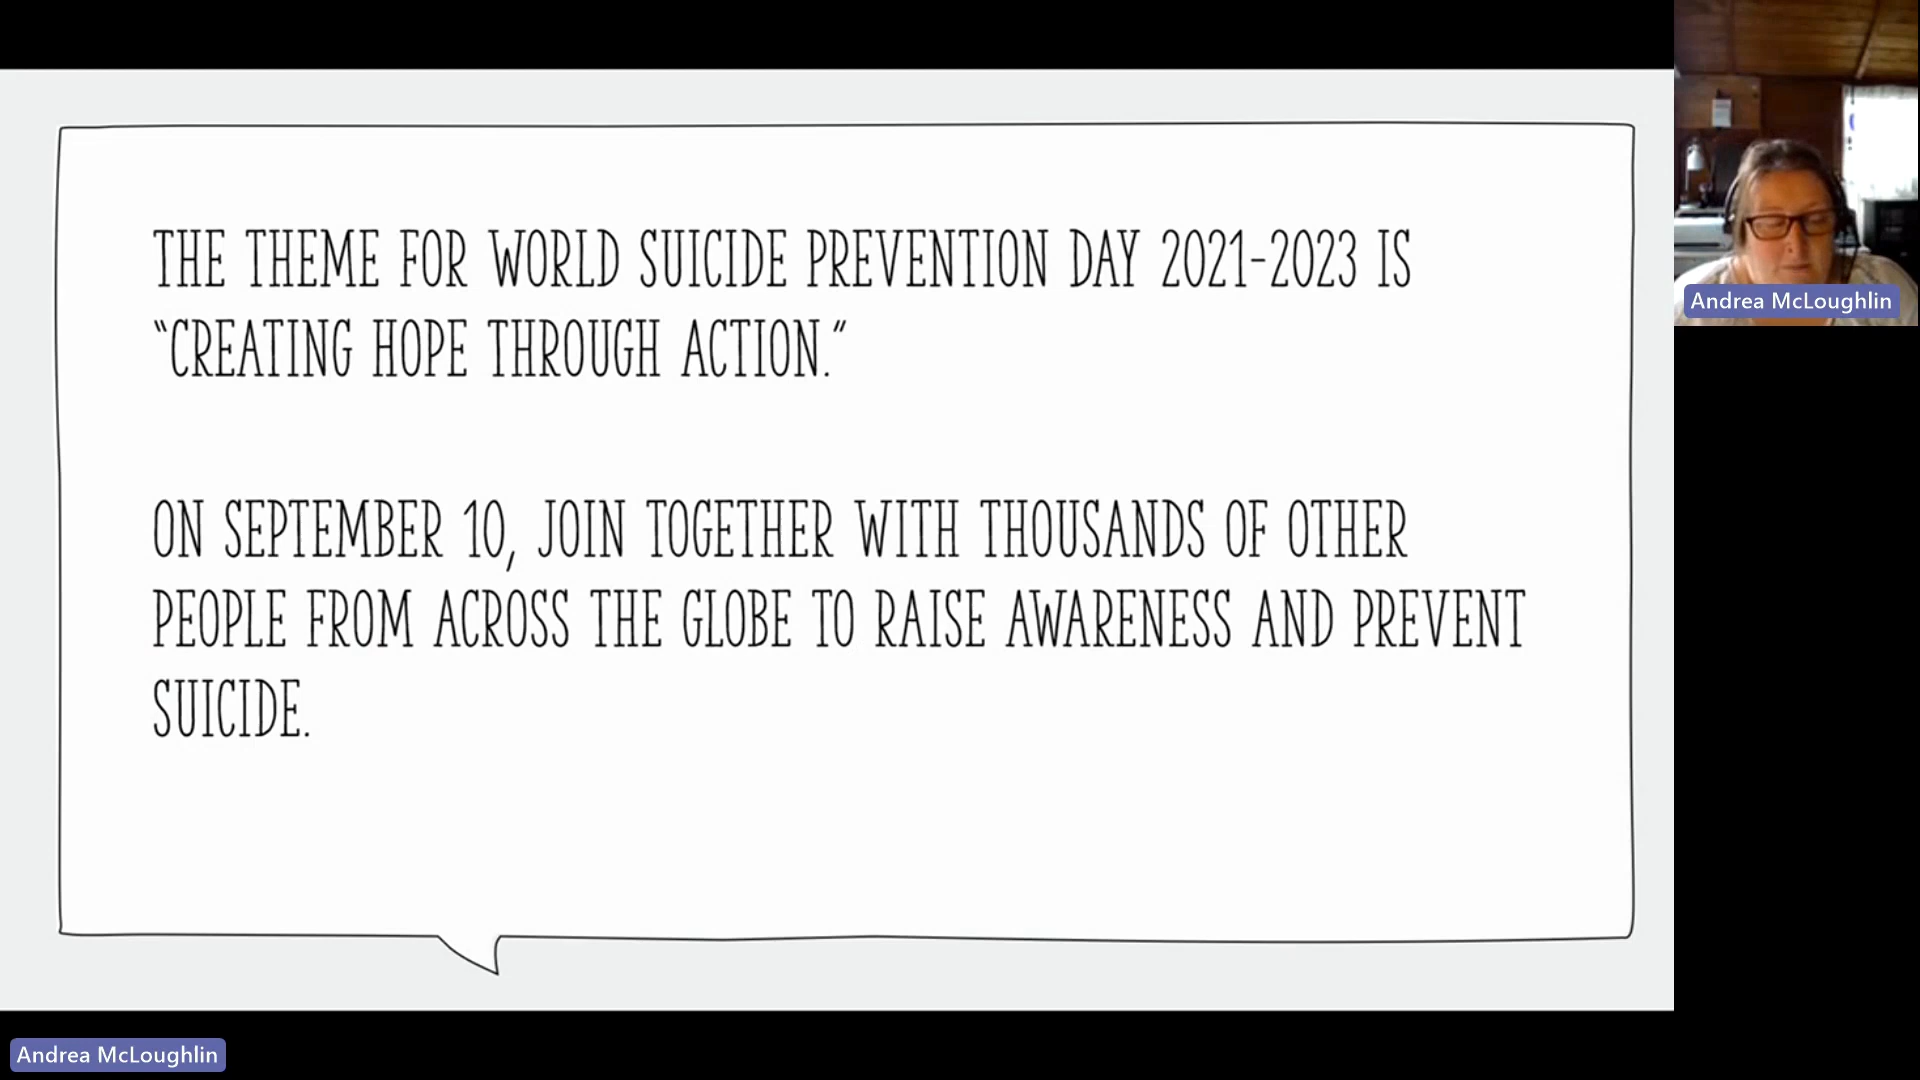 THE THEME FOR WORLD SUICIDE PREVENTION DAY 2021-2023 IS
“CREATING HOPE THROUGH ACTION.”
ON SEPTEMBER 10, JOIN TOGETHER WITH THOUSANDS OF OTHER
PEOPLE FROM ACROSS THE GLOBE TO RAISE AWARENESS AND PREVENT
SUICIDE.
Andrea McLoughlin
Andrea McLoughlin